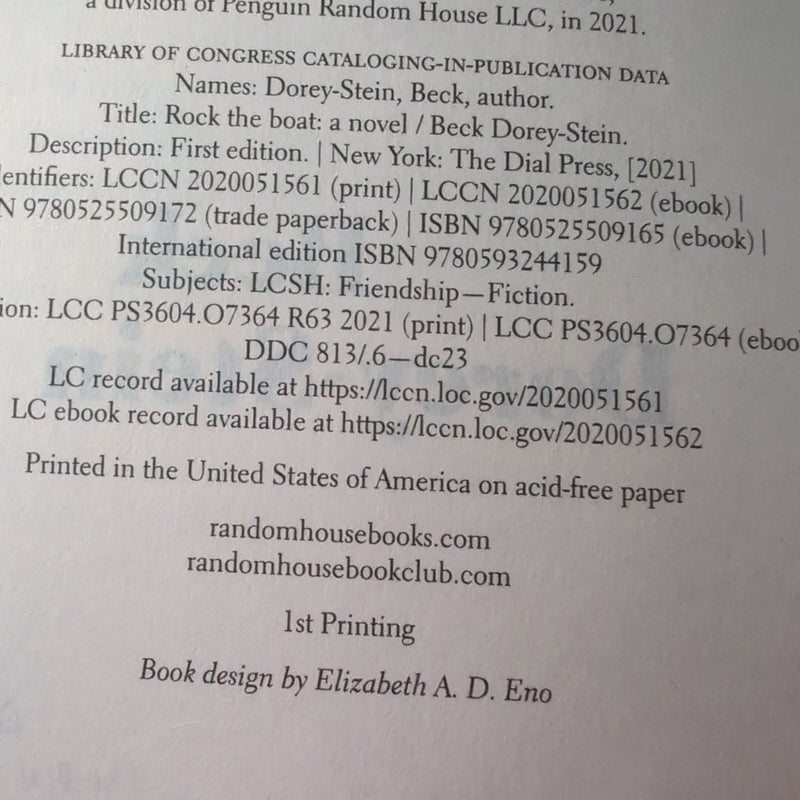 a division of Penguin Random House LLC, in 2021.
LIBRARY OF CONGRESS CATALOGING-IN-PUBLICATION DATA
Names: Dorey-Stein, Beck, author.
Title: Rock the boat: a novel / Beck Dorey-Stein.
Description: First edition. | New York: The Dial Press, [2021]
entifiers: LCCN 2020051561 (print) | LCCN 2020051562 (ebook) |
N 9780525509172 (trade paperback) | ISBN 9780525509165 (ebook) |
International edition ISBN 9780593244159
Subjects: LCSH: Friendship—Fiction.
ion: LCC PS3604.O7364 R63 2021 (print) | LCC PS3604.O7364 (eboo
DDC 813/.6—dc23
LC record available at https://lccn.loc.gov/2020051561
LC ebook record available at https://lccn.loc.gov/2020051562
Printed in the United States of America on acid-free paper
randomhousebooks.com
randomhousebookclub.com
1st Printing
Book design by Elizabeth A. D. Eno